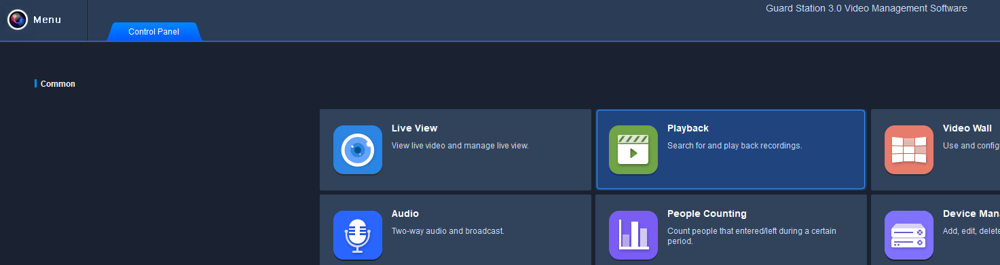 Guard Station 3.0 Video Management Software
Menu
Control Panel
Common
Live View
View live video and manage live view.
Playback
Search for and play back recordings.
Video Wall
Use and config
Audio
Two-way audio and broadcast.
People Counting
Count people that entered/left during a certain
period.
Device Man
Add, edit, delete